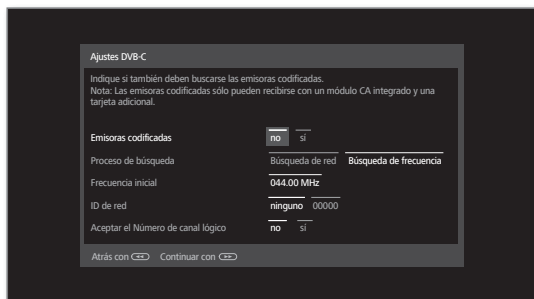 Ajustes DVB-C
Indique si también deben buscarse las emisoras codificadas.
Nota: Las emisoras codificadas sólo pueden recibirse con un módulo CA integrado y una
tarjeta adicional.
Emisoras codificadas no sí
Proceso de búsqueda Búsqueda de red Búsqueda de frecuencia
Frecuencia inicial 044.00 MHz
ID de red ninguno 00000
Aceptar el Número de canal lógico no sí
Atrás con Continuar con